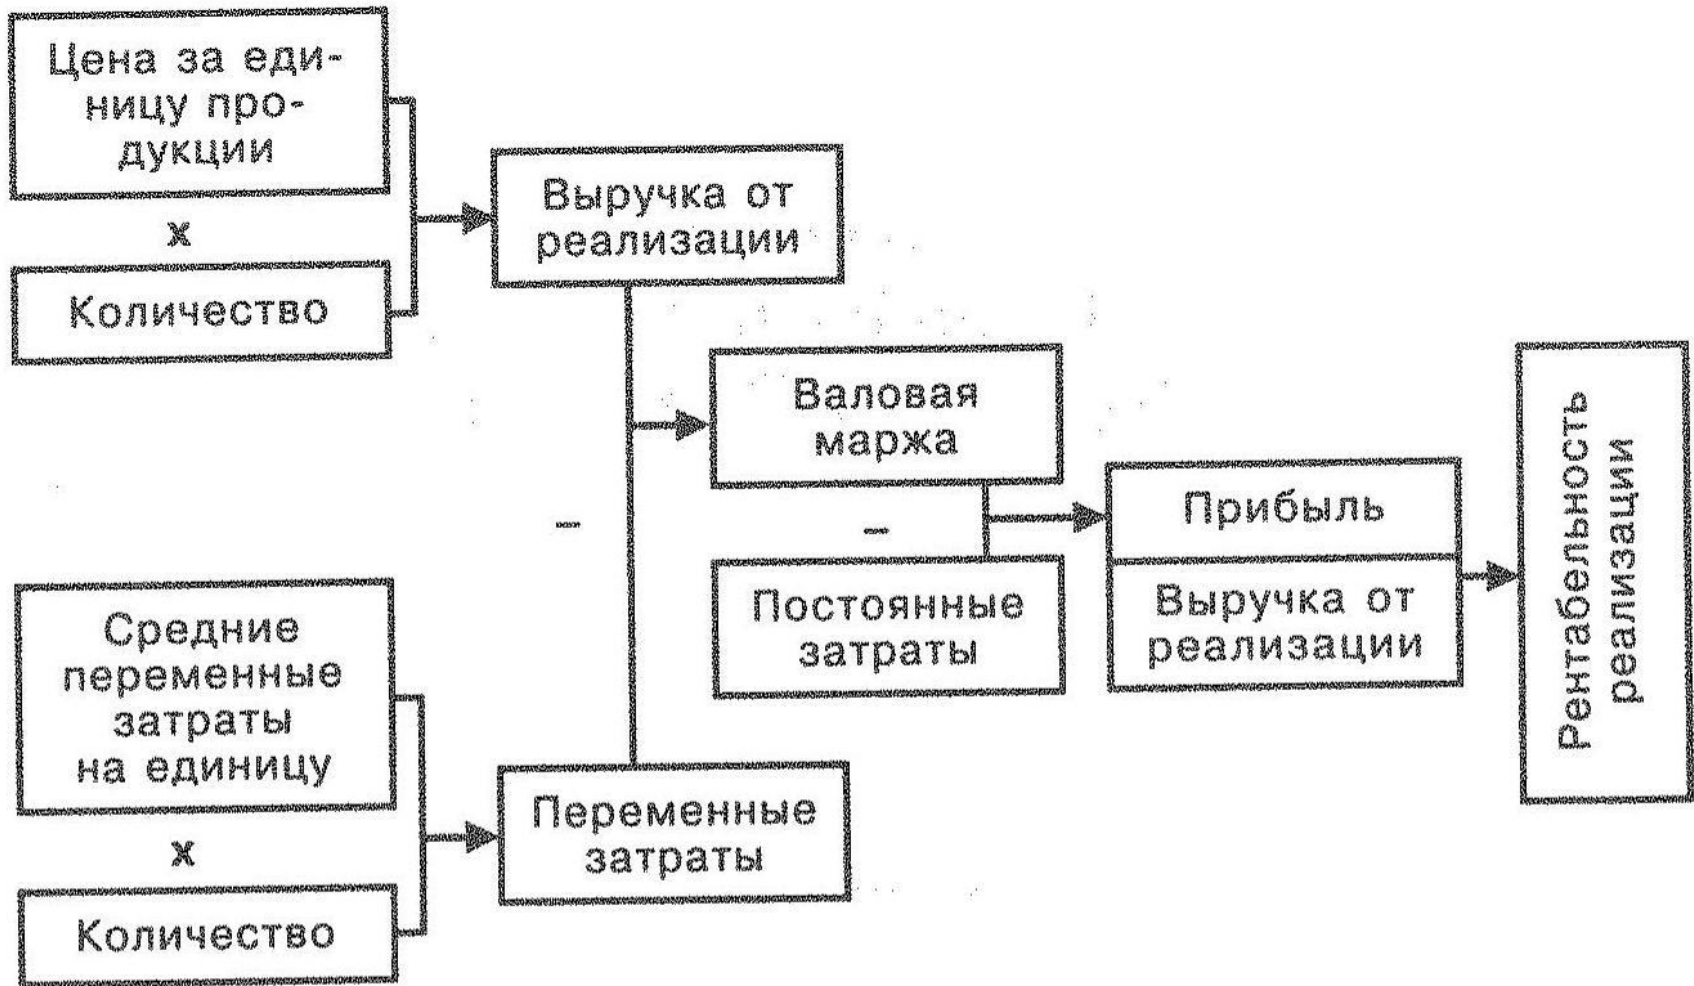 Цена за еди-
ницу про-
дукции
х
Количество
Выручка от
реализации
Валовая
маржа
–
–
Прибыль
Постоянные
затраты
Выручка от
реализации
Рентабельность
реализации
Средние
переменные
затраты
на единицу
х
Количество
Переменные
затраты